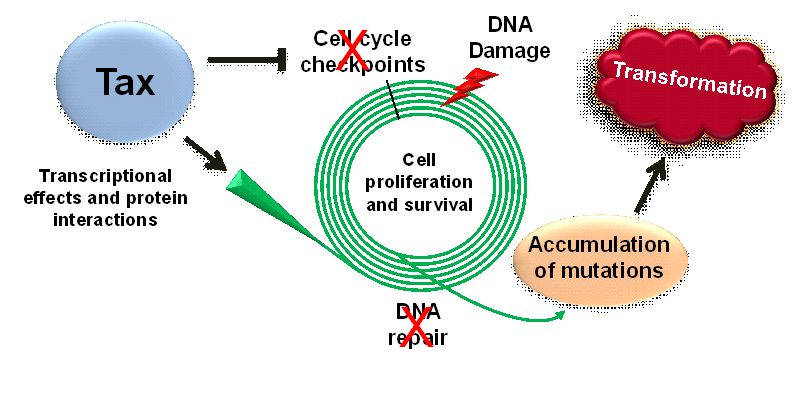 Tax
Transcriptional
effects and protein
interactions
Cell cycle
checkpoints
DNA
Damage
Cell
proliferation
and survival
DNA
repair
Accumulation
of mutations
Transformation